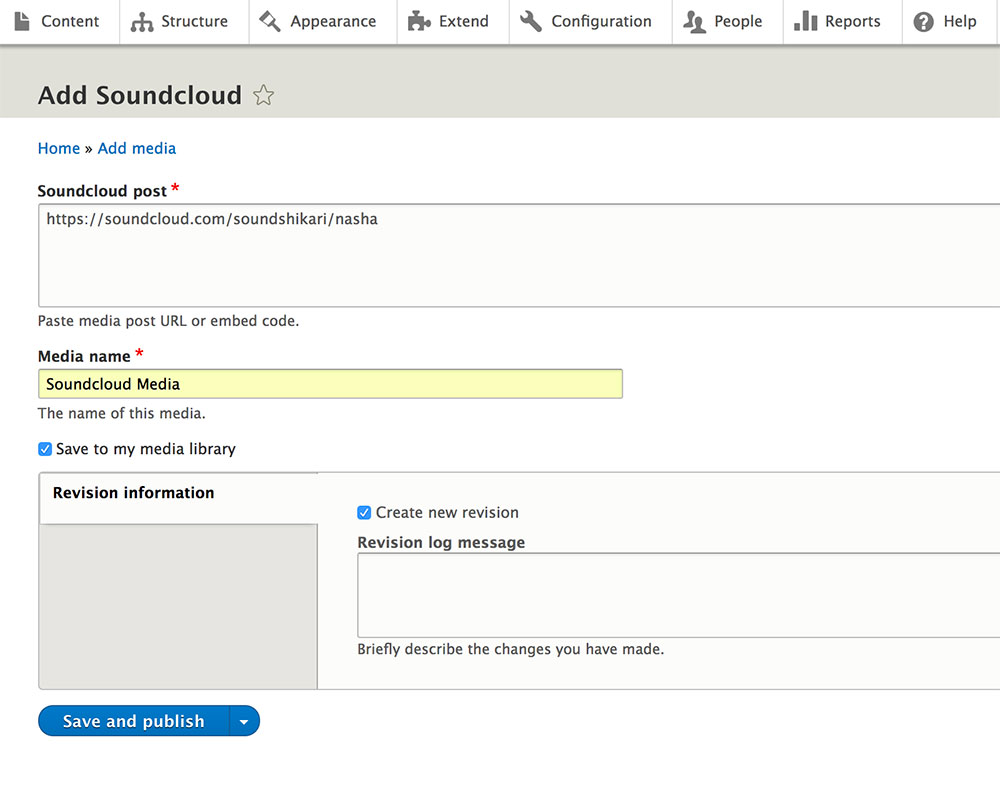 Content Structure Appearance Extend Configuration People Reports Help
Add Soundcloud
Home » Add media
Soundcloud post *
https://soundcloud.com/soundshikari/nasha
Paste media post URL or embed code.
Media name *
Soundcloud Media
The name of this media.
Save to my media library
Revision information
Create new revision
Revision log message
Briefly describe the changes you have made.
Save and publish